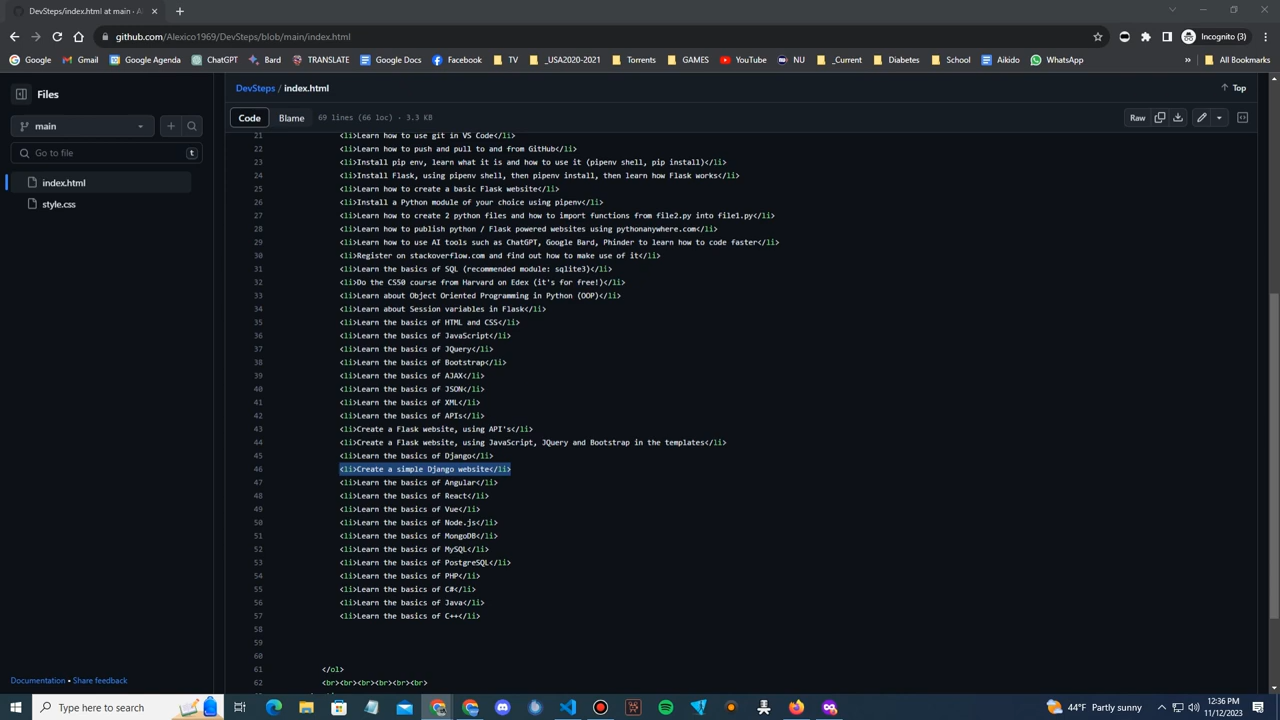 DevSteps/index.html at main · Al
github.com/Alexico1969/DevSteps/blob/main/index.html
Incognito (3)
Google
Gmail
Google Agenda
ChatGPT
Bard
TRANSLATE
Google Docs
Facebook
TV
_USA2020-2021
Torrents
GAMES
YouTube
NU
_Current
Diabetes
School
Aikido
WhatsApp
»
All Bookmarks
Files
DevSteps / index.html
Top
main
Code
Blame
69 lines (66 loc) · 3.3 KB
Raw
Go to file
t
index.html
style.css
21 <li>Learn how to use git in VS Code</li>
22 <li>Learn how to push and pull to and from GitHub</li>
23 <li>Install pip env, learn what it is and how to use it (pipenv shell, pip install)</li>
24 <li>Install Flask, using pipenv shell, then pipenv install, then learn how Flask works</li>
25 <li>Learn how to create a basic Flask website</li>
26 <li>Install a Python module of your choice using pipenv</li>
27 <li>Learn how to create 2 python files and how to import functions from file2.py into file1.py</li>
28 <li>Learn how to publish python / Flask powered websites using pythonanywhere.com</li>
29 <li>Learn how to use AI tools such as ChatGPT, Google Bard, Phinder to learn how to code faster</li>
30 <li>Register on stackoverflow.com and find out how to make use of it</li>
31 <li>Learn the basics of SQL (recommended module: sqlite3)</li>
32 <li>Do the CS50 course from Harvard on Edex (it's for free!)</li>
33 <li>Learn about Object Oriented Programming in Python (OOP)</li>
34 <li>Learn about Session variables in Flask</li>
35 <li>Learn the basics of HTML and CSS</li>
36 <li>Learn the basics of JavaScript</li>
37 <li>Learn the basics of JQuery</li>
38 <li>Learn the basics of Bootstrap</li>
39 <li>Learn the basics of AJAX</li>
40 <li>Learn the basics of JSON</li>
41 <li>Learn the basics of XML</li>
42 <li>Learn the basics of APIs</li>
43 <li>Create a Flask website, using API's</li>
44 <li>Create a Flask website, using JavaScript, JQuery and Bootstrap in the templates</li>
45 <li>Learn the basics of Django</li>
46 <li>Create a simple Django website</li>
47 <li>Learn the basics of Angular</li>
48 <li>Learn the basics of React</li>
49 <li>Learn the basics of Vue</li>
50 <li>Learn the basics of Node.js</li>
51 <li>Learn the basics of MongoDB</li>
52 <li>Learn the basics of MySQL</li>
53 <li>Learn the basics of PostgreSQL</li>
54 <li>Learn the basics of PHP</li>
55 <li>Learn the basics of C#</li>
56 <li>Learn the basics of Java</li>
57 <li>Learn the basics of C++</li>
58
59
60
61 </ol>
62 <br><br><br><br><br><br>
Documentation • Share feedback
Type here to search
44°F Partly sunny
12:36 PM
11/12/2023